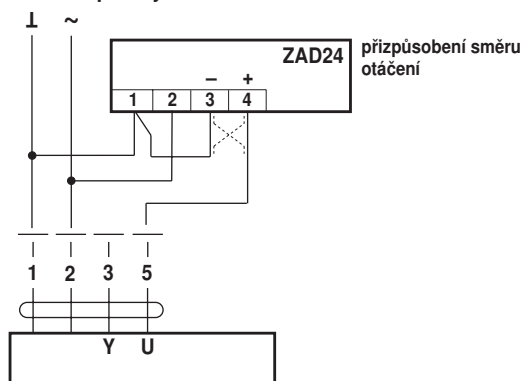 ⊥ ~
ZAD24
přizpůsobení směru
otáčení
– +
1 2 3 4
1 2 3 5
Y U